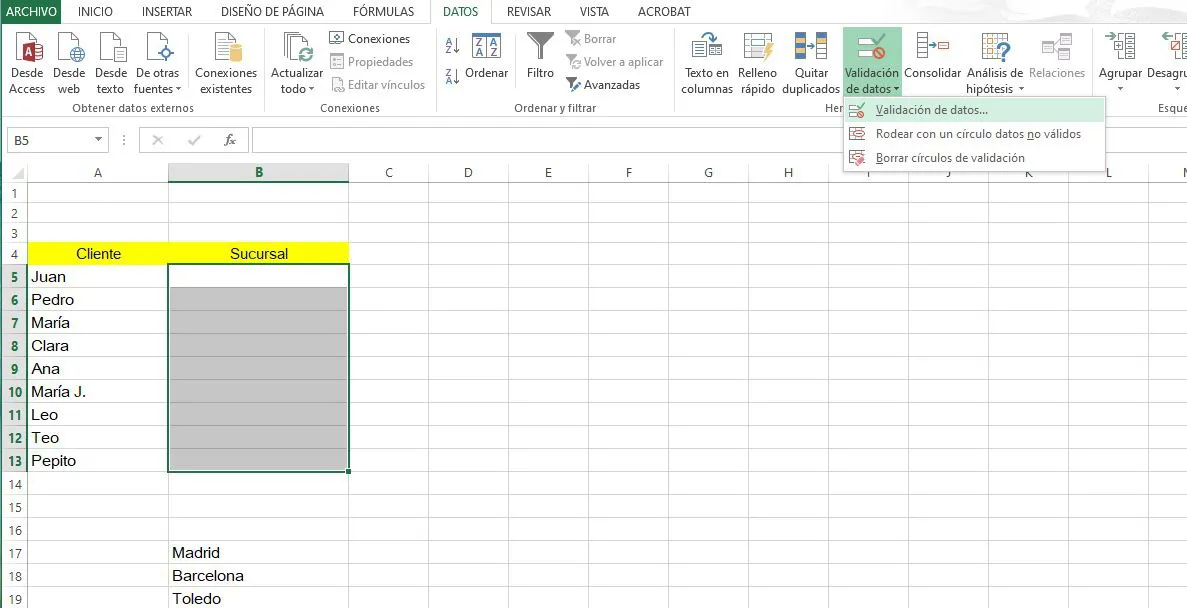 ARCHIVO INICIO INSERTAR DISEÑO DE PÁGINA FÓRMULAS DATOS REVISAR VISTA ACROBAT
Desde Access
Desde web
Desde texto
De otras fuentes
Conexiones existentes
Obtener datos externos
Actualizar todo
Conexiones
Propiedades
Editar vínculos
Conexiones
Ordenar
Filtro
Borrar
Volver a aplicar
Avanzadas
Ordenar y filtrar
Texto en columnas
Relleno rápido
Quitar duplicados
Validación de datos
Consolidar
Análisis de hipótesis
Relaciones
Her
Agrupar
Desagru
Esque
Validación de datos...
Rodear con un círculo datos no válidos
Borrar círculos de validación
B5 fx
A B C D E F G H I J K L M
1
2
3
4 Cliente Sucursal
5 Juan
6 Pedro
7 María
8 Clara
9 Ana
10 María J.
11 Leo
12 Teo
13 Pepito
14
15
16
17 Madrid
18 Barcelona
19 Toledo